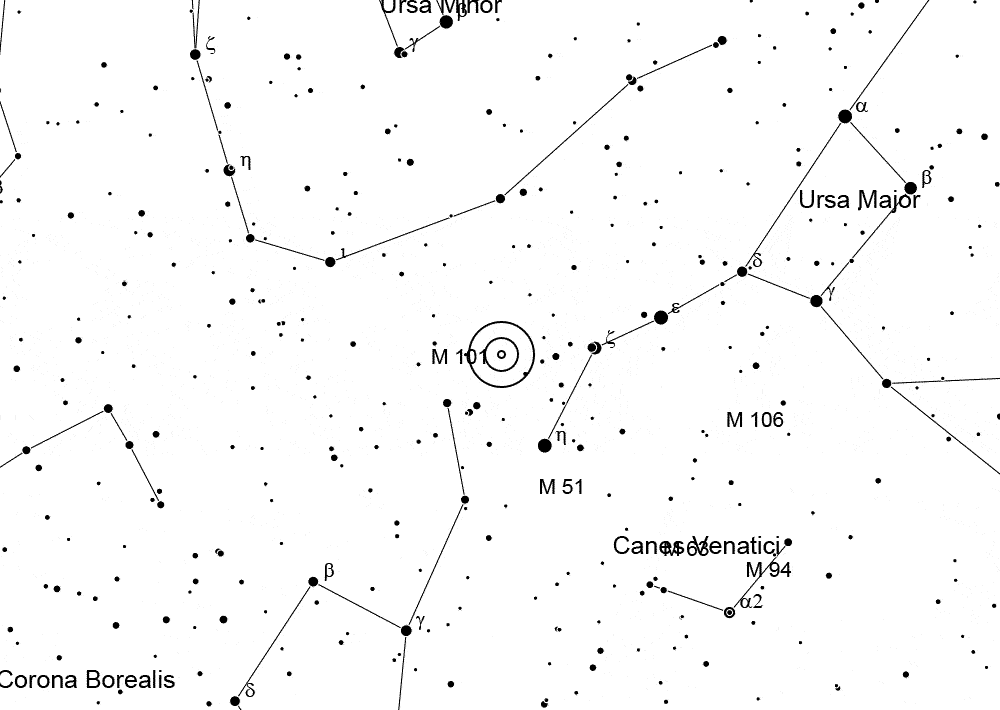 Ursa Minor
β
γ
ζ
α
η
β
Ursa Major
ι
δ
γ
ε
ζ
M 101
M 106
η
M 51
Canes Venatici
M 63
M 94
β
α2
γ
Corona Borealis
δ